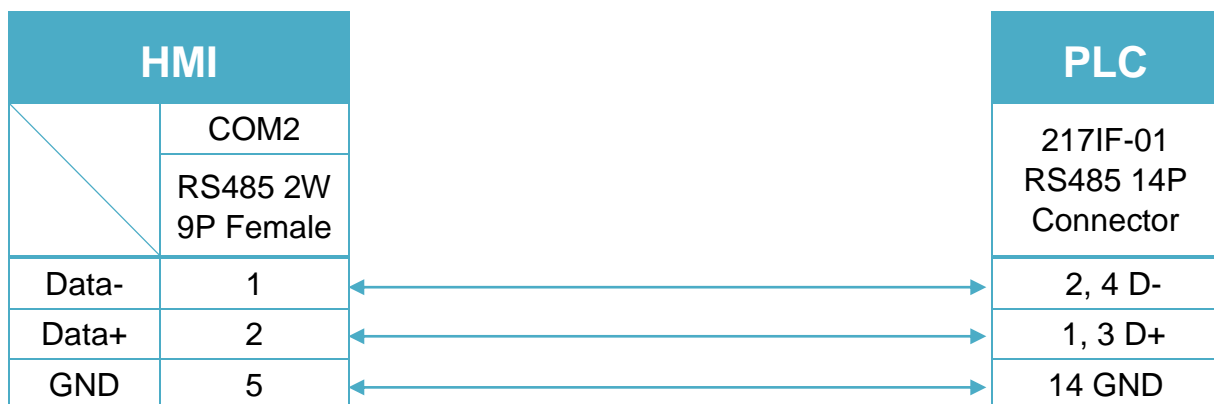 HMI
PLC
COM2
RS485 2W
9P Female
217IF-01
RS485 14P
Connector
Data- 1 2, 4 D-
Data+ 2 1, 3 D+
GND 5 14 GND